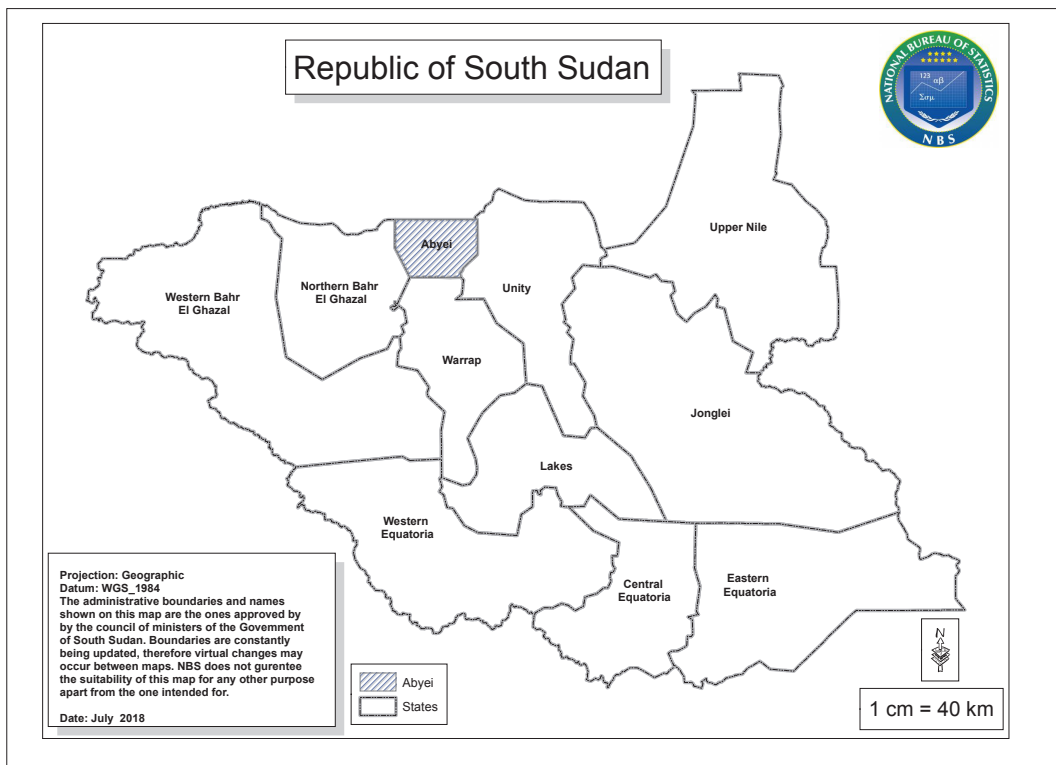 Republic of South Sudan
NATIONAL BUREAU OF STATISTICS
123
αβ
Σσμ
NBS
Upper Nile
Abyei
Unity
Northern Bahr
El Ghazal
Western Bahr
El Ghazal
Warrap
Jonglei
Lakes
Western
Equatoria
Central
Equatoria
Eastern
Equatoria
Projection: Geographic
Datum: WGS_1984
The administrative boundaries and names
shown on this map are the ones approved by
by the council of ministers of the Government
of South Sudan. Boundaries are constantly
being updated, therefore virtual changes may
occur between maps. NBS does not gurentee
the suitability of this map for any other purpose
apart from the one intended for.
Date: July 2018
Abyei
States
N
1 cm = 40 km